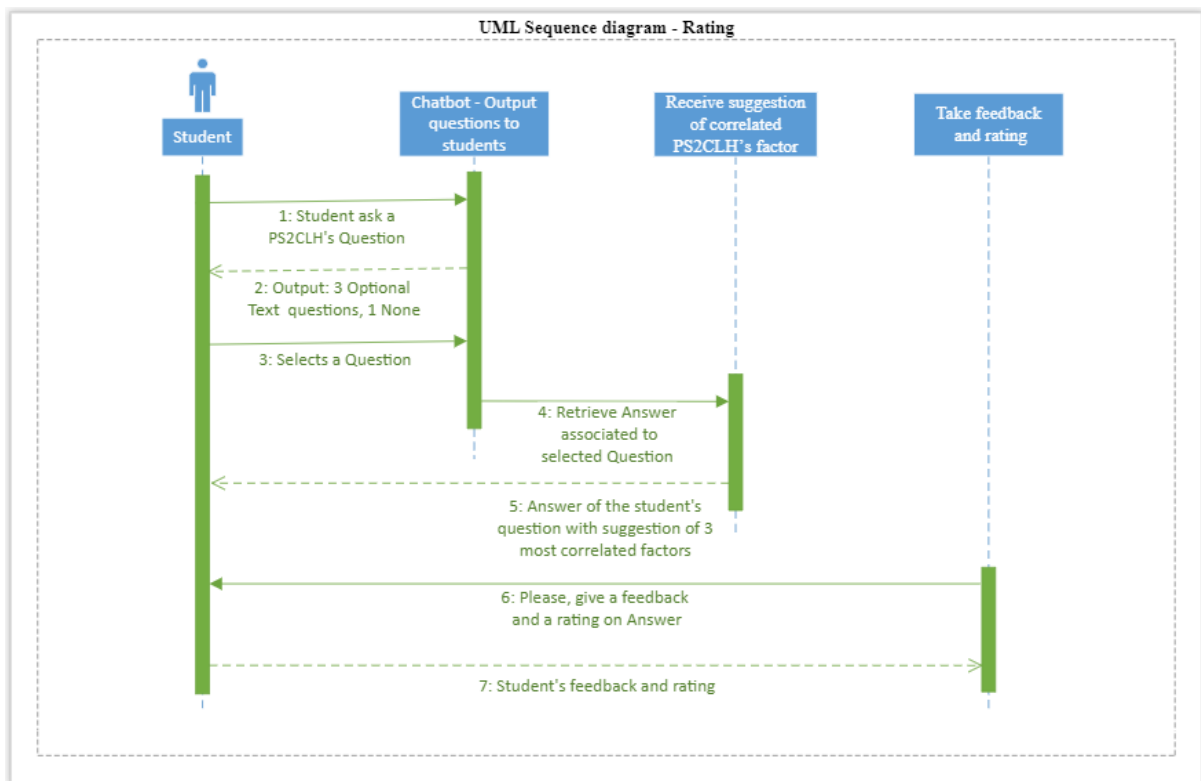 UML Sequence diagram - Rating
Student
Chatbot - Output
questions to
students
Receive suggestion
of correlated
PS2CLH's factor
Take feedback
and rating
1: Student ask a
PS2CLH's Question
2: Output: 3 Optional
Text questions, 1 None
3: Selects a Question
4: Retrieve Answer
associated to
selected Question
5: Answer of the student's
question with suggestion of 3
most correlated factors
6: Please, give a feedback
and a rating on Answer
7: Student's feedback and rating